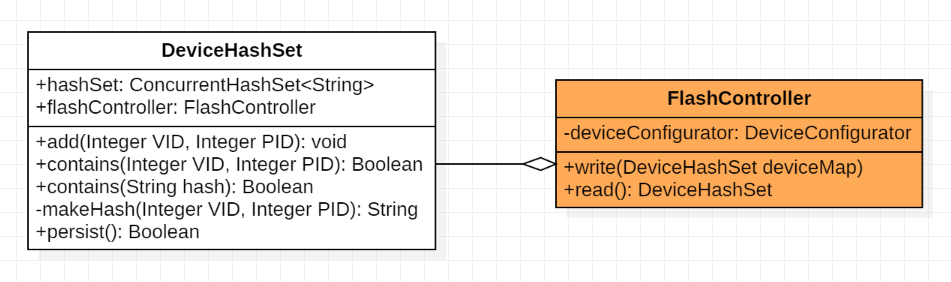 DeviceHashSet
+hashSet: ConcurrentHashSet<String>
+flashController: FlashController
+add(Integer VID, Integer PID): void
+contains(Integer VID, Integer PID): Boolean
+contains(String hash): Boolean
-makeHash(Integer VID, Integer PID): String
+persist(): Boolean
FlashController
-deviceConfigurator: DeviceConfigurator
+write(DeviceHashSet deviceMap)
+read(): DeviceHashSet